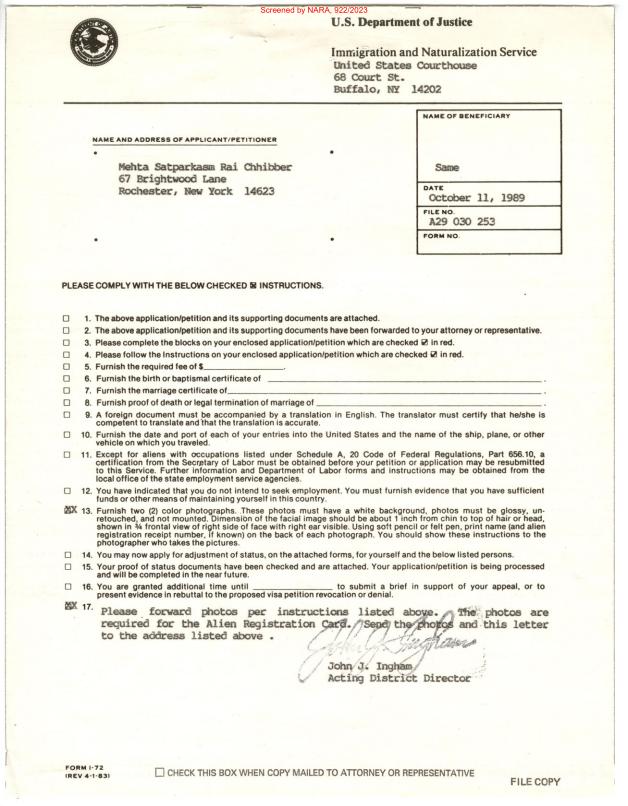 Screened by NARA, 922/2023
U.S. Department of Justice
Immigration and Naturalization Service
United States Courthouse
68 Court St.
Buffalo, NY 14202
NAME OF BENEFICIARY
NAME AND ADDRESS OF APPLICANT/PETITIONER
Mehta Satparkasm Rai Chhibber
67 Brightwood Lane
Rochester, New York 14623
Same
DATE
October 11, 1989
FILE NO.
A29 030 253
FORM NO.
PLEASE COMPLY WITH THE BELOW CHECKED ☒ INSTRUCTIONS.
☐ 1. The above application/petition and its supporting documents are attached.
☐ 2. The above application/petition and its supporting documents have been forwarded to your attorney or representative.
☐ 3. Please complete the blocks on your enclosed application/petition which are checked ☑ in red.
☐ 4. Please follow the Instructions on your enclosed application/petition which are checked ☑ in red.
☐ 5. Furnish the required fee of $____________.
☐ 6. Furnish the birth or baptismal certificate of ____________.
☐ 7. Furnish the marriage certificate of____________.
☐ 8. Furnish proof of death or legal termination of marriage of ____________.
☐ 9. A foreign document must be accompanied by a translation in English. The translator must certify that he/she is
competent to translate and that the translation is accurate.
☐ 10. Furnish the date and port of each of your entries into the United States and the name of the ship, plane, or other
vehicle on which you traveled.
☐ 11. Except for aliens with occupations listed under Schedule A, 20 Code of Federal Regulations, Part 656.10, a
certification from the Secretary of Labor must be obtained before your petition or application may be resubmitted
to this Service. Further information and Department of Labor forms and instructions may be obtained from the
local office of the state employment service agencies.
☐ 12. You have indicated that you do not intend to seek employment. You must furnish evidence that you have sufficient
funds or other means of maintaining yourself in this country.
XX 13. Furnish two (2) color photographs. These photos must have a white background, photos must be glossy, un-
retouched, and not mounted. Dimension of the facial image should be about 1 inch from chin to top of hair or head,
shown in ¾ frontal view of right side of face with right ear visible. Using soft pencil or felt pen, print name (and alien
registration receipt number, if known) on the back of each photograph. You should show these instructions to the
photographer who takes the pictures.
☐ 14. You may now apply for adjustment of status, on the attached forms, for yourself and the below listed persons.
☐ 15. Your proof of status documents have been checked and are attached. Your application/petition is being processed
and will be completed in the near future.
☐ 16. You are granted additional time until ____________ to submit a brief in support of your appeal, or to
present evidence in rebuttal to the proposed visa petition revocation or denial.
XX 17. Please forward photos per instructions listed above. The photos are
required for the Alien Registration Card. Send the photos and this letter
to the address listed above .
John J. Ingham
John J. Ingham
Acting District Director
FORM I-72
(REV 4-1-83)
☐ CHECK THIS BOX WHEN COPY MAILED TO ATTORNEY OR REPRESENTATIVE
FILE COPY